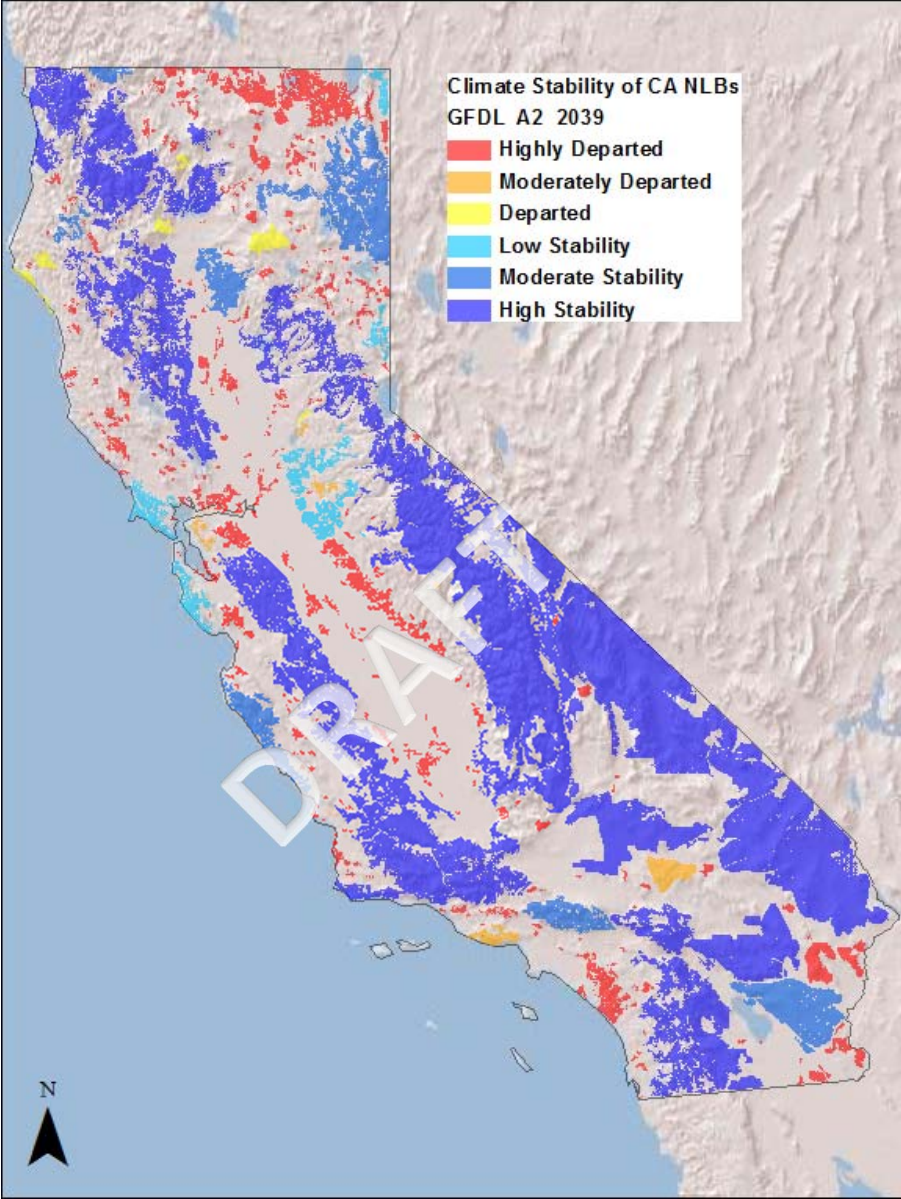 Climate Stability of CA NLBs
GFDL A2 2039
Highly Departed
Moderately Departed
Departed
Low Stability
Moderate Stability
High Stability
DRAFT
N